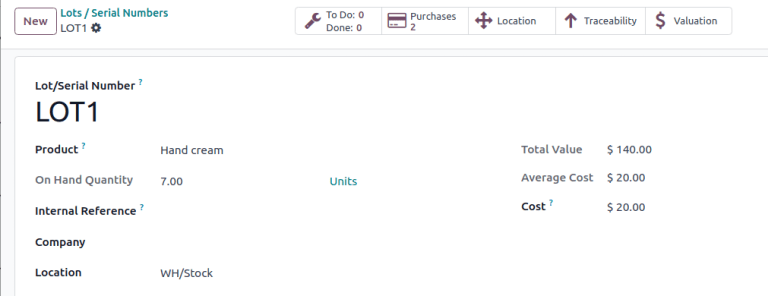 New
Lots / Serial Numbers
LOT1
To Do: 0
Done: 0
Purchases
2
Location
Traceability
Valuation
Lot/Serial Number ?
LOT1
Product ? Hand cream
Total Value $ 140.00
On Hand Quantity 7.00 Units
Average Cost $ 20.00
Internal Reference ?
Cost ? $ 20.00
Company
Location WH/Stock